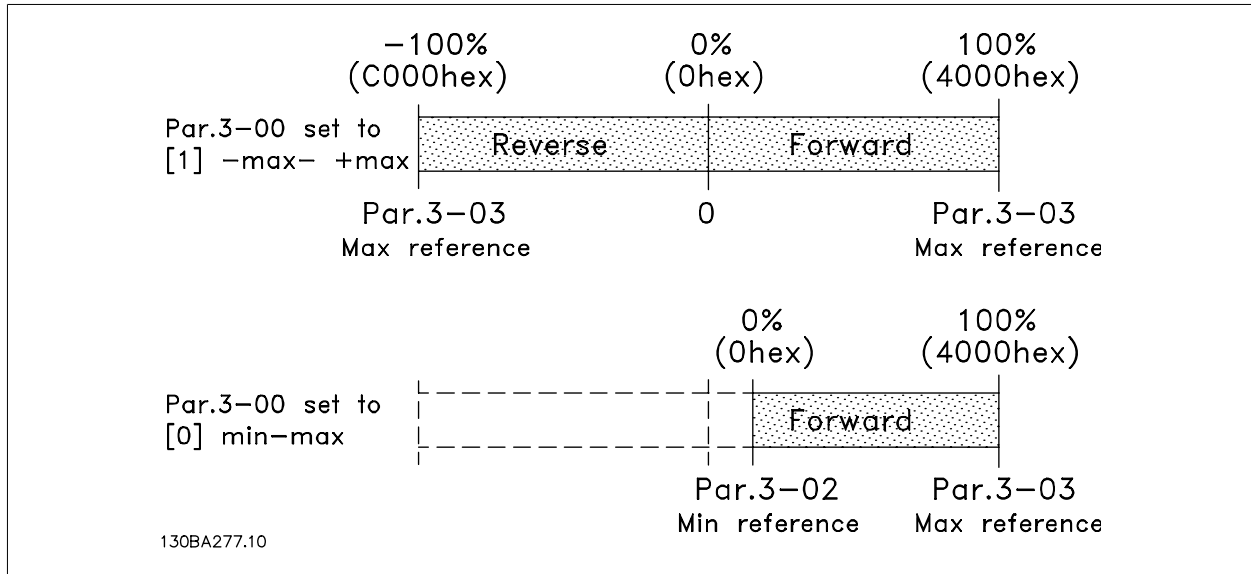 -100% 0% 100%
(C000hex) (0hex) (4000hex)
Par.3-00 set to
[1] -max- +max
Reverse Forward
Par.3-03 0 Par.3-03
Max reference Max reference
0% 100%
(0hex) (4000hex)
Par.3-00 set to
[0] min-max
Forward
Par.3-02 Par.3-03
Min reference Max reference
130BA277.10